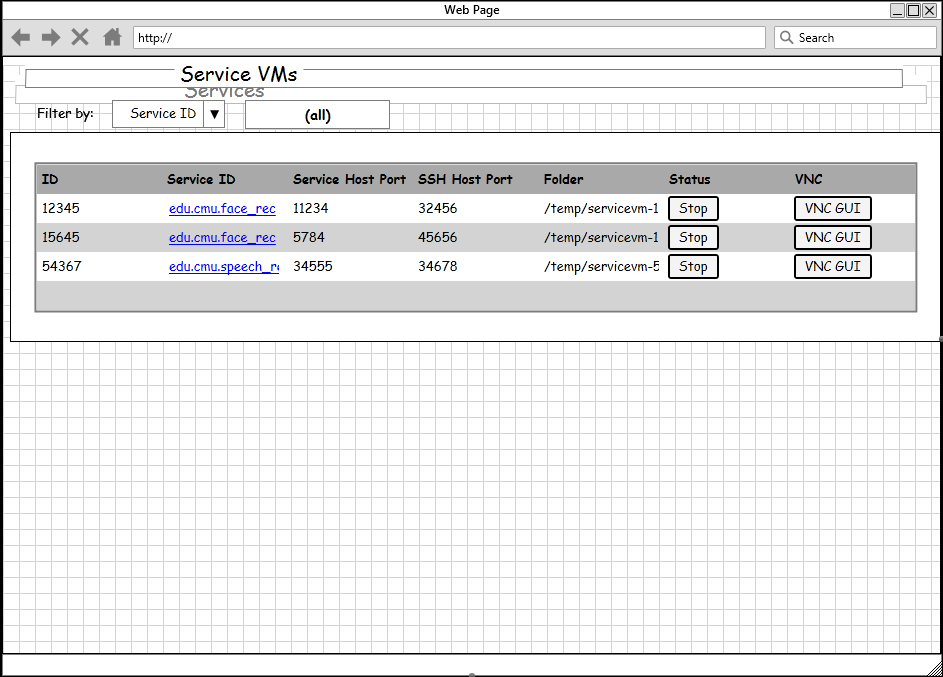 Web Page
http://
Search
Service VMs
Services
Filter by: Service ID ▼ (all)
ID Service ID Service Host Port SSH Host Port Folder Status VNC
12345 edu.cmu.face_rec 11234 32456 /temp/servicevm-1 Stop VNC GUI
15645 edu.cmu.face_rec 5784 45656 /temp/servicevm-1 Stop VNC GUI
54367 edu.cmu.speech_re 34555 34678 /temp/servicevm-5 Stop VNC GUI